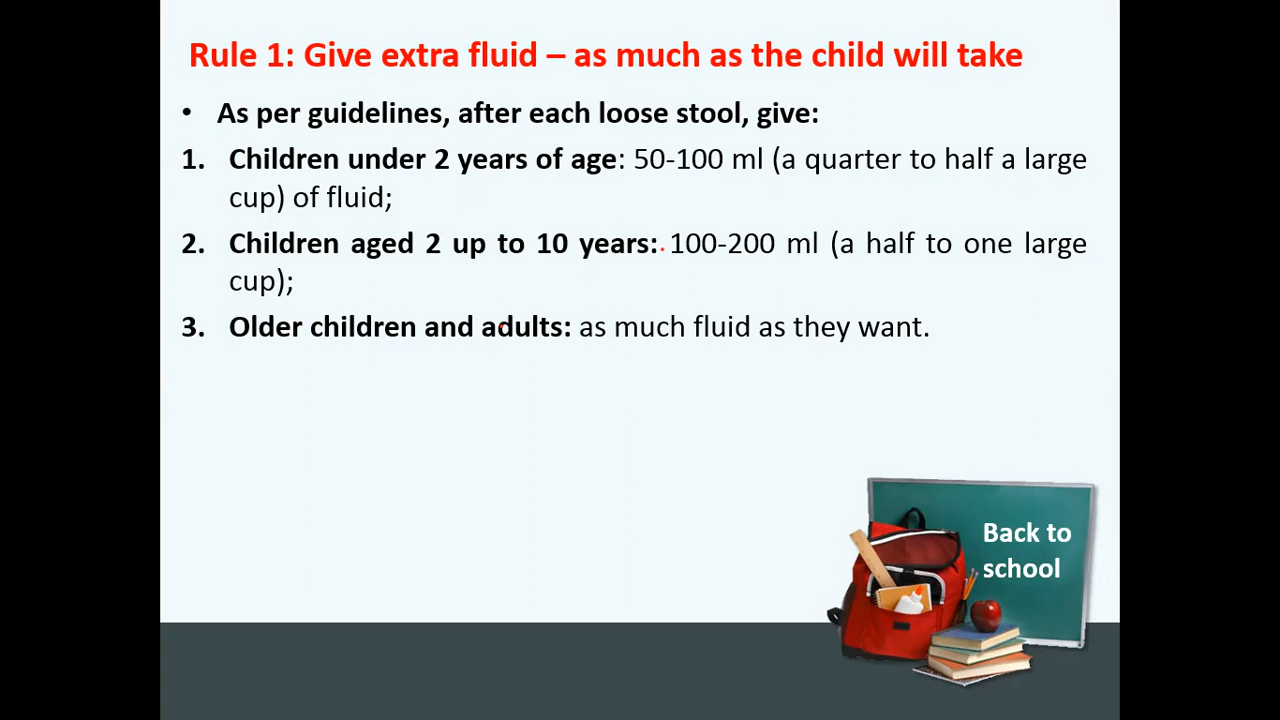 Rule 1: Give extra fluid – as much as the child will take
• As per guidelines, after each loose stool, give:
1. Children under 2 years of age: 50-100 ml (a quarter to half a large
cup) of fluid;
2. Children aged 2 up to 10 years: 100-200 ml (a half to one large
cup);
3. Older children and adults: as much fluid as they want.
Back to
school